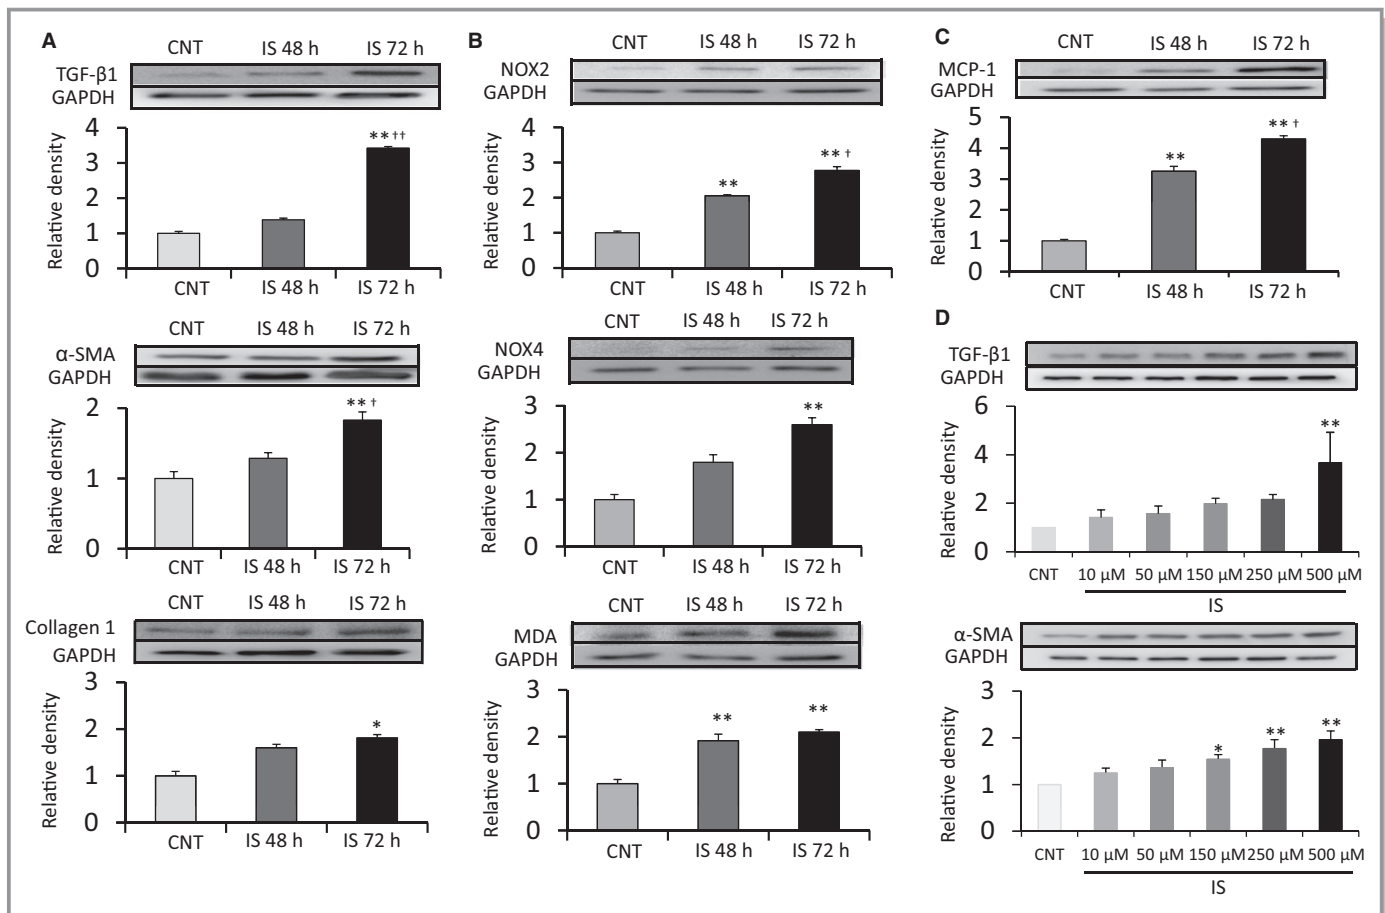 A
CNT IS 48 h IS 72 h
TGF-β1
GAPDH
Relative density
4
3
2
1
0
**††
CNT IS 48 h IS 72 h
CNT IS 48 h IS 72 h
α-SMA
GAPDH
Relative density
2
1
0
**†
CNT IS 48 h IS 72 h
CNT IS 48 h IS 72 h
Collagen 1
GAPDH
Relative density
3
2
1
0
*
CNT IS 48 h IS 72 h
B
CNT IS 48 h IS 72 h
NOX2
GAPDH
Relative density
4
3
2
1
0
** **†
CNT IS 48 h IS 72 h
CNT IS 48 h IS 72 h
NOX4
GAPDH
Relative density
3
2
1
0
**
CNT IS 48 h IS 72 h
CNT IS 48 h IS 72 h
MDA
GAPDH
Relative density
3
2
1
0
** **
CNT IS 48 h IS 72 h
C
CNT IS 48 h IS 72 h
MCP-1
GAPDH
Relative density
5
4
3
2
1
0
** **†
CNT IS 48 h IS 72 h
D
TGF-β1
GAPDH
Relative density
6
4
2
0
**
CNT 10 μM 50 μM 150 μM 250 μM 500 μM
IS
α-SMA
GAPDH
Relative density
3
2
1
0
* ** **
CNT 10 μM 50 μM 150 μM 250 μM 500 μM
IS